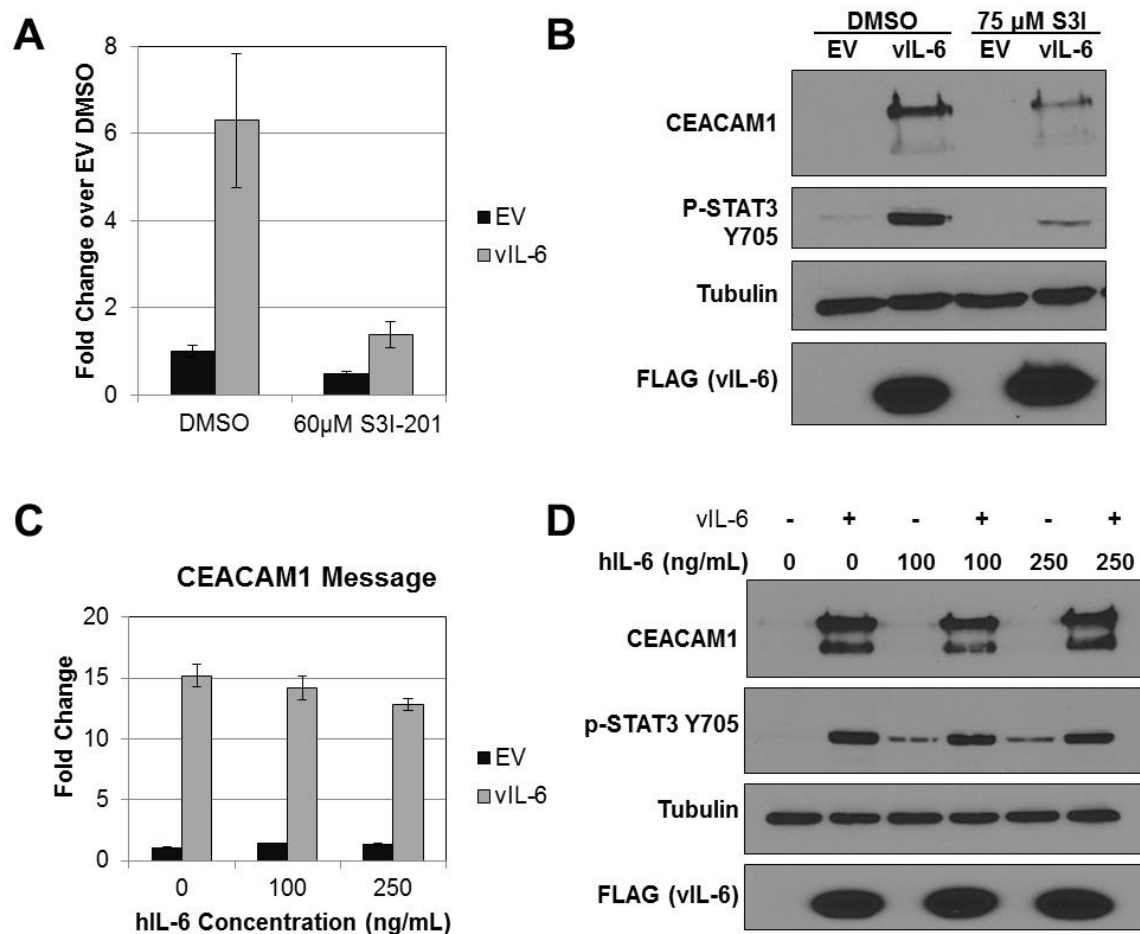 A
8
6
4
2
0
Fold Change over EV DMSO
DMSO
60µM S3I-201
EV
vIL-6
B
DMSO 75 µM S3I
EV vIL-6 EV vIL-6
CEACAM1
P-STAT3
Y705
Tubulin
FLAG (vIL-6)
C
CEACAM1 Message
20
15
10
5
0
Fold Change
0 100 250
hIL-6 Concentration (ng/mL)
EV
vIL-6
D
vIL-6 - + - + - +
hIL-6 (ng/mL) 0 0 100 100 250 250
CEACAM1
p-STAT3 Y705
Tubulin
FLAG (vIL-6)